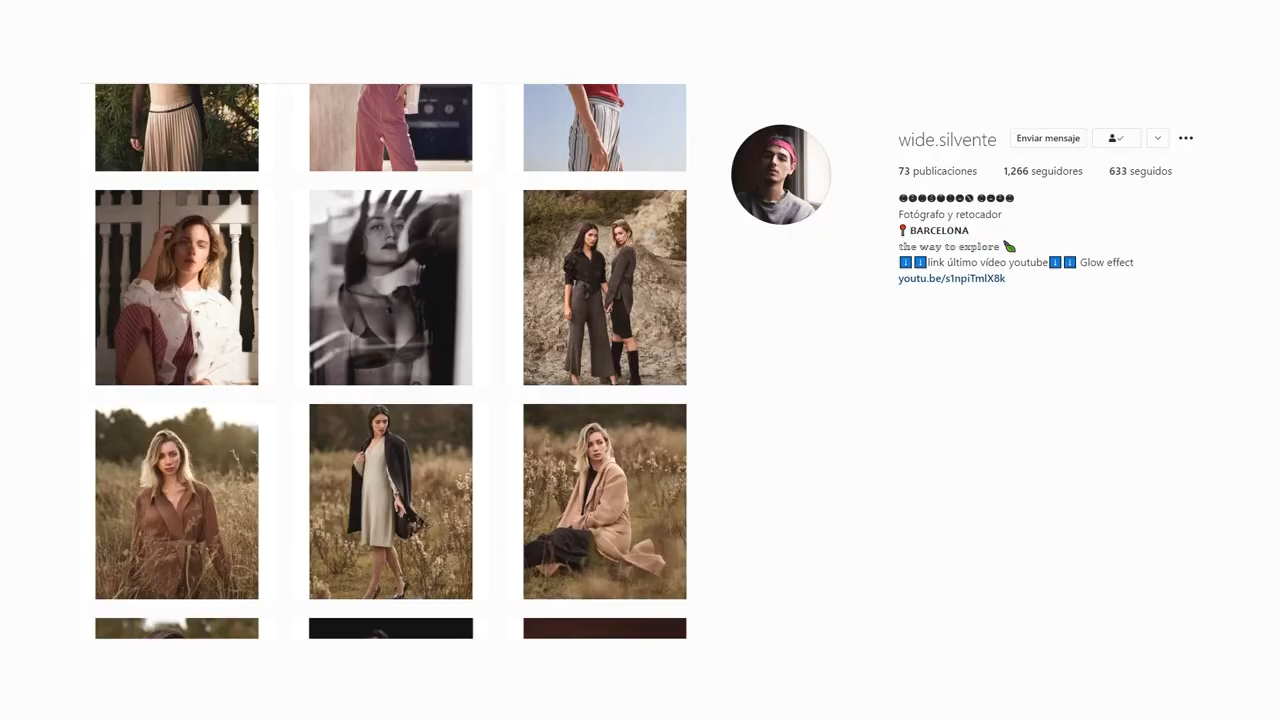 wide.silvente Enviar mensaje
73 publicaciones 1,266 seguidores 633 seguidos
Fotógrafo y retocador
📍 BARCELONA
𝕥𝕙𝕖 𝕨𝕒𝕪 𝕥𝕠 𝕖𝕩𝕡𝕝𝕠𝕣𝕖 🍃
⬇️⬇️link último vídeo youtube⬇️⬇️ Glow effect
youtu.be/s1npiTmlX8k